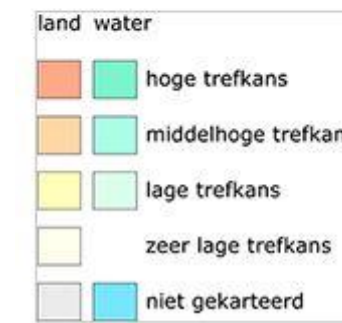 land water
hoge trefkans
middelhoge trefkan
lage trefkans
zeer lage trefkans
niet gekarteerd